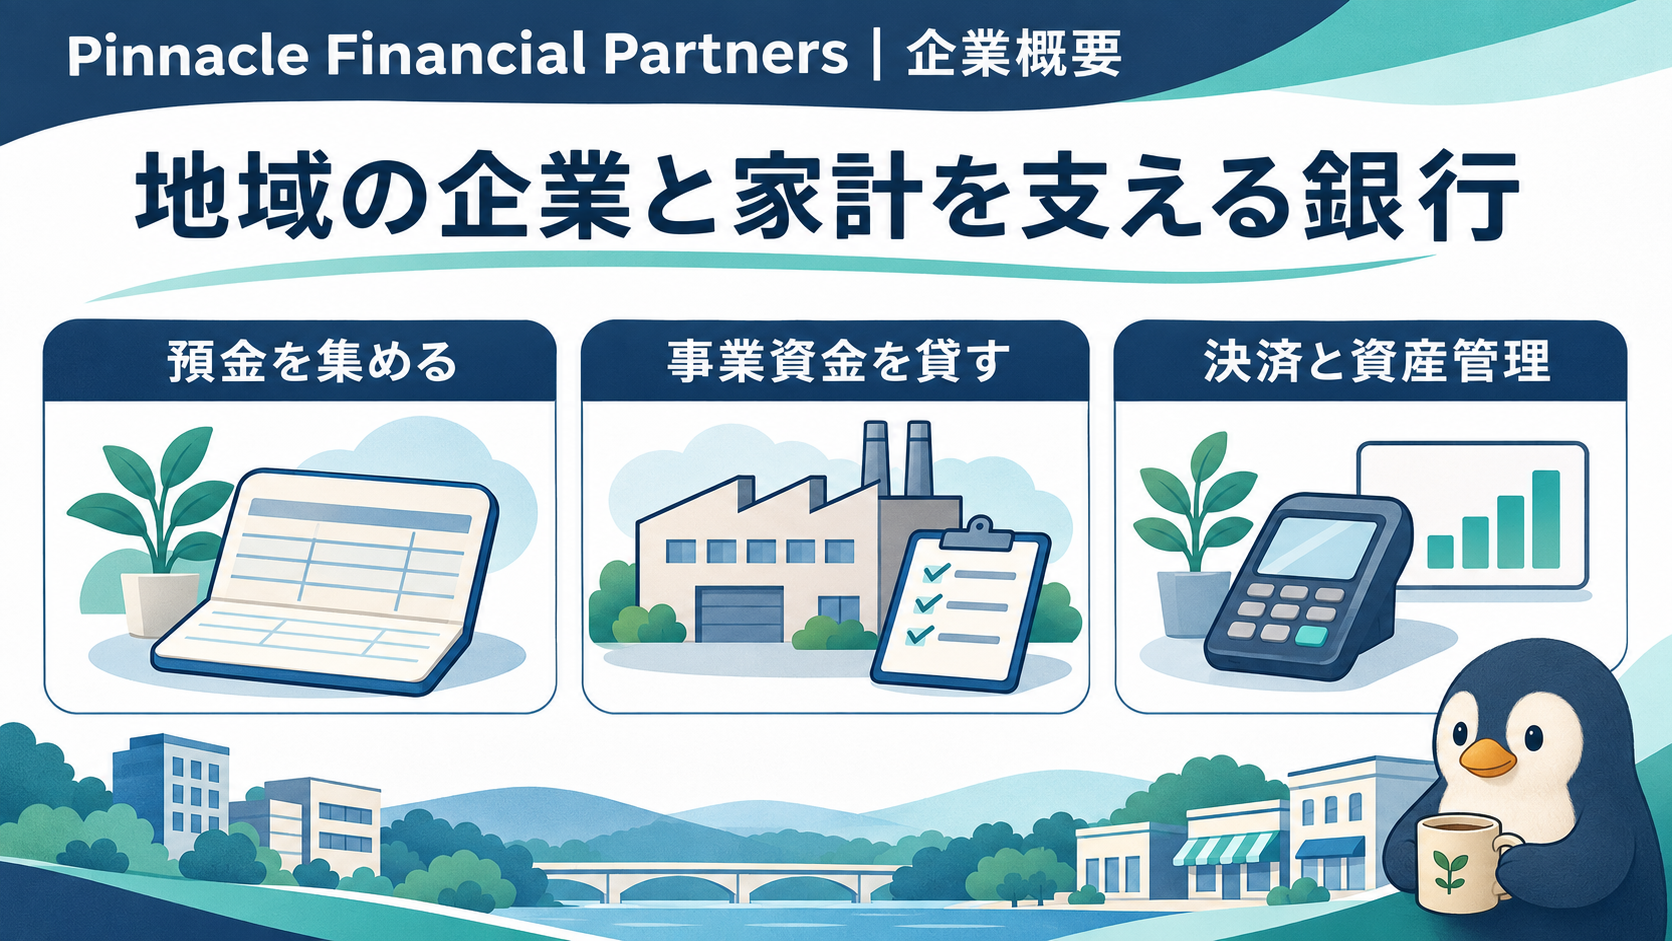 Pinnacle Financial Partners | 企業概要
地域の企業と家計を支える銀行
預金を集める
事業資金を貸す
決済と資産管理